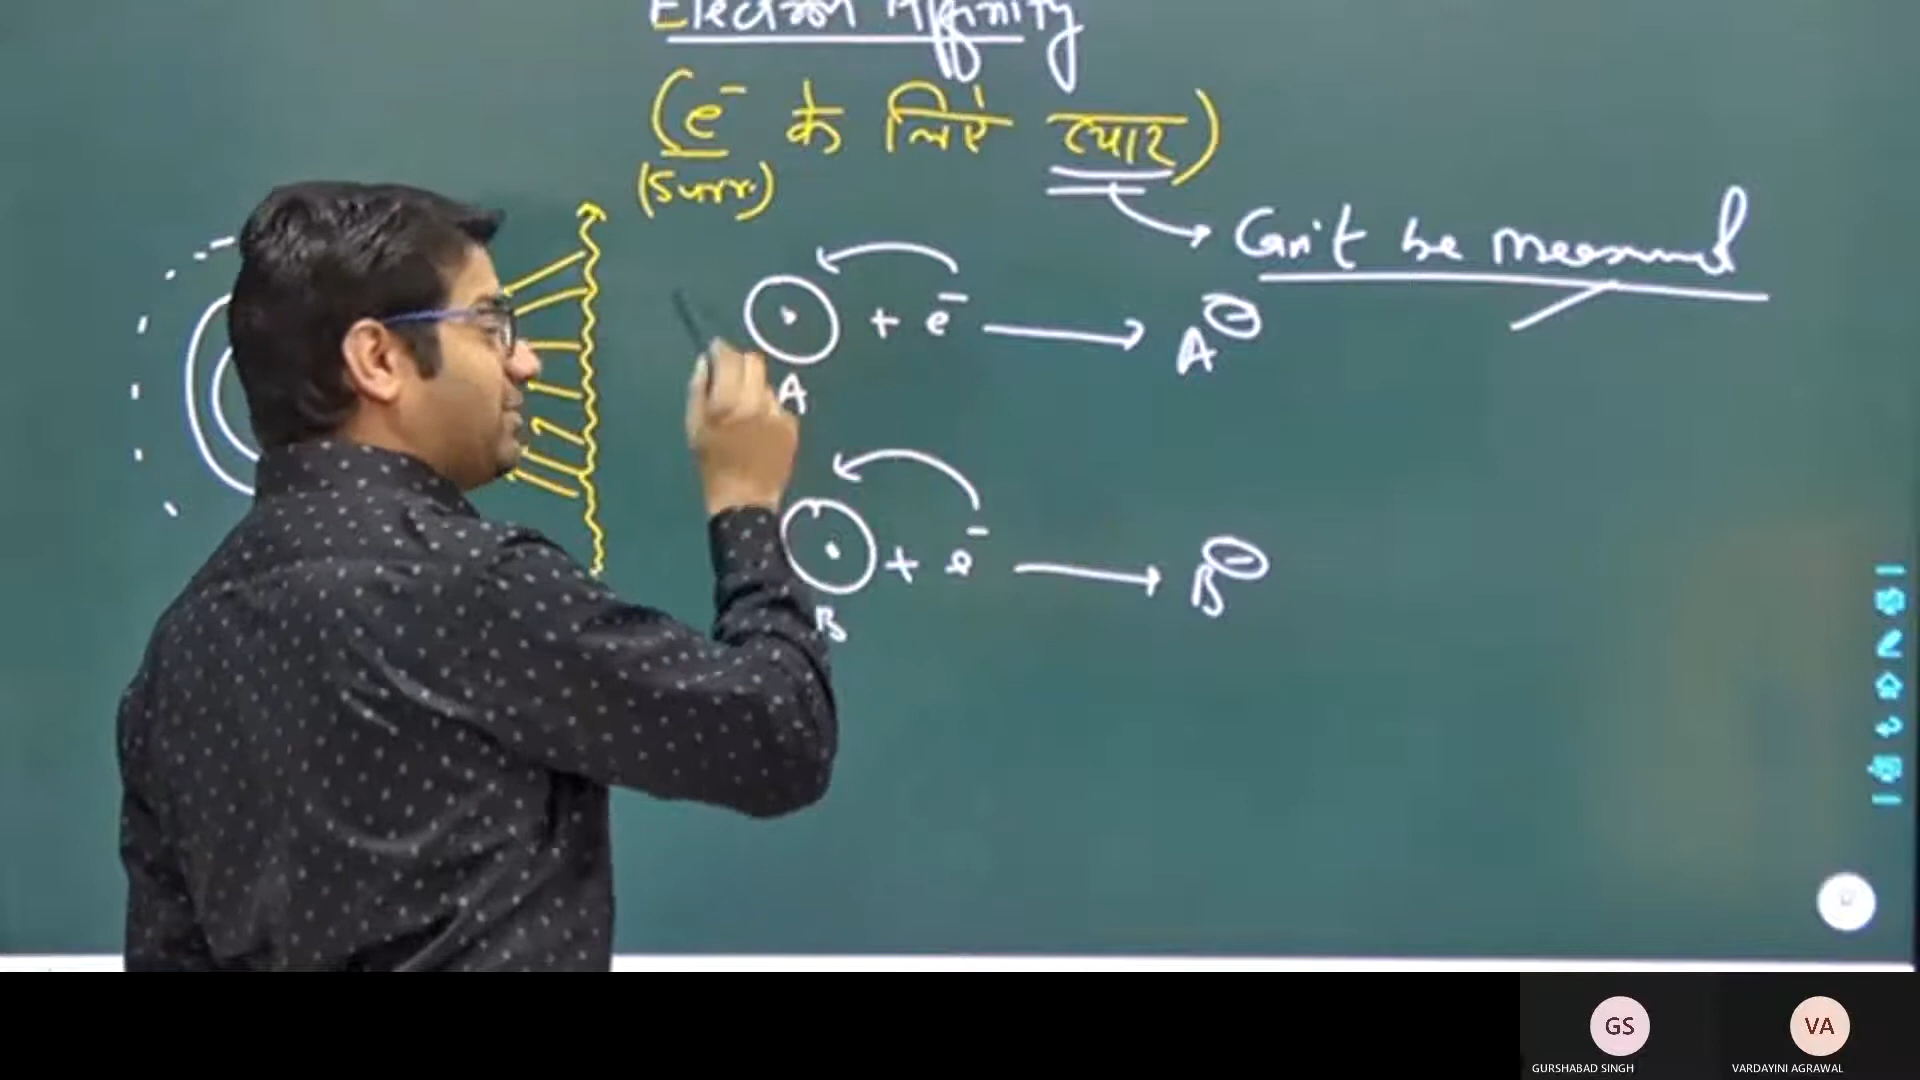 Electron Affinity
(e⁻ के लिए त्यार)
(Surr.)
Can't be measured
A + e⁻ → A⊖
B + e⁻ → B⊖
GS
VA
GURSHABAD SINGH
VARDAYINI AGRAWAL